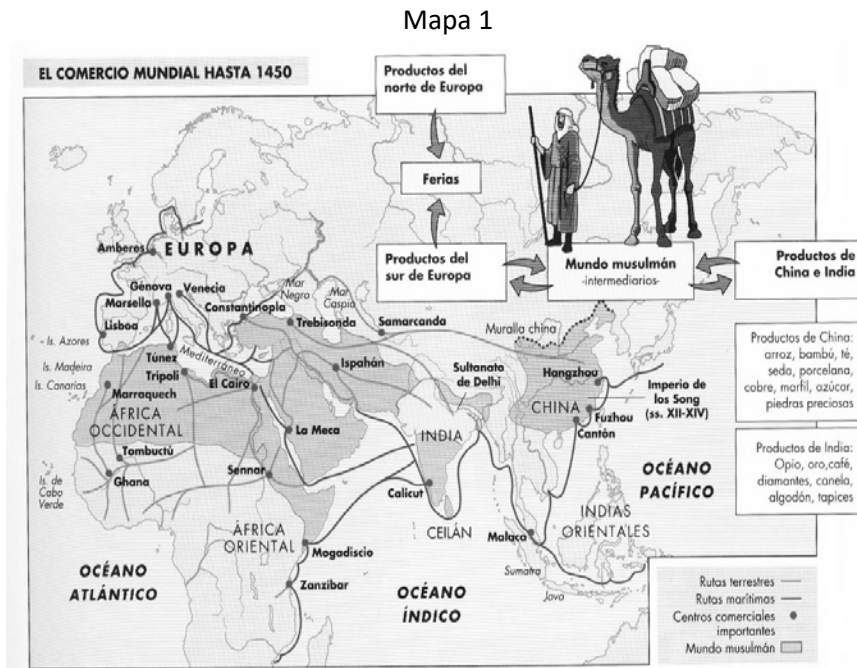 Mapa 1
EL COMERCIO MUNDIAL HASTA 1450
Productos del
norte de Europa
Ferias
Productos del
sur de Europa
Mundo musulmán
-intermediarios-
Productos de
China e India
Productos de China:
arroz, bambú, té,
seda, porcelana,
cobre, marfil, azúcar,
piedras preciosas
Productos de India:
Opio, oro,café,
diamantes, canela,
algodón, tapices
EUROPA
Amberes
Génova
Venecia
Marsella
Constantinopla
Mar
Negro
Mar
Caspio
Lisboa
Trebisonda
Samarcanda
Muralla china
Is. Azores
Túnez
Mediterráneo
Ispahán
Sultanato
de Delhi
Hangzhou
Is. Madeira
Trípoli
Is. Canarias
El Cairo
Marraquech
Imperio de
los Song
(ss. XII-XIV)
ÁFRICA
OCCIDENTAL
La Meca
INDIA
CHINA
Fuzhou
Cantón
Tombuctú
Is. de
Cabo
Verde
Ghana
Sennar
Calicut
OCÉANO
PACÍFICO
ÁFRICA
ORIENTAL
CEILÁN
Malaca
INDIAS
ORIENTALES
Mogadiscio
Sumatra
Java
OCÉANO
ATLÁNTICO
Zanzíbar
OCÉANO
ÍNDICO
Rutas terrestres
Rutas marítimas
Centros comerciales
importantes
Mundo musulmán